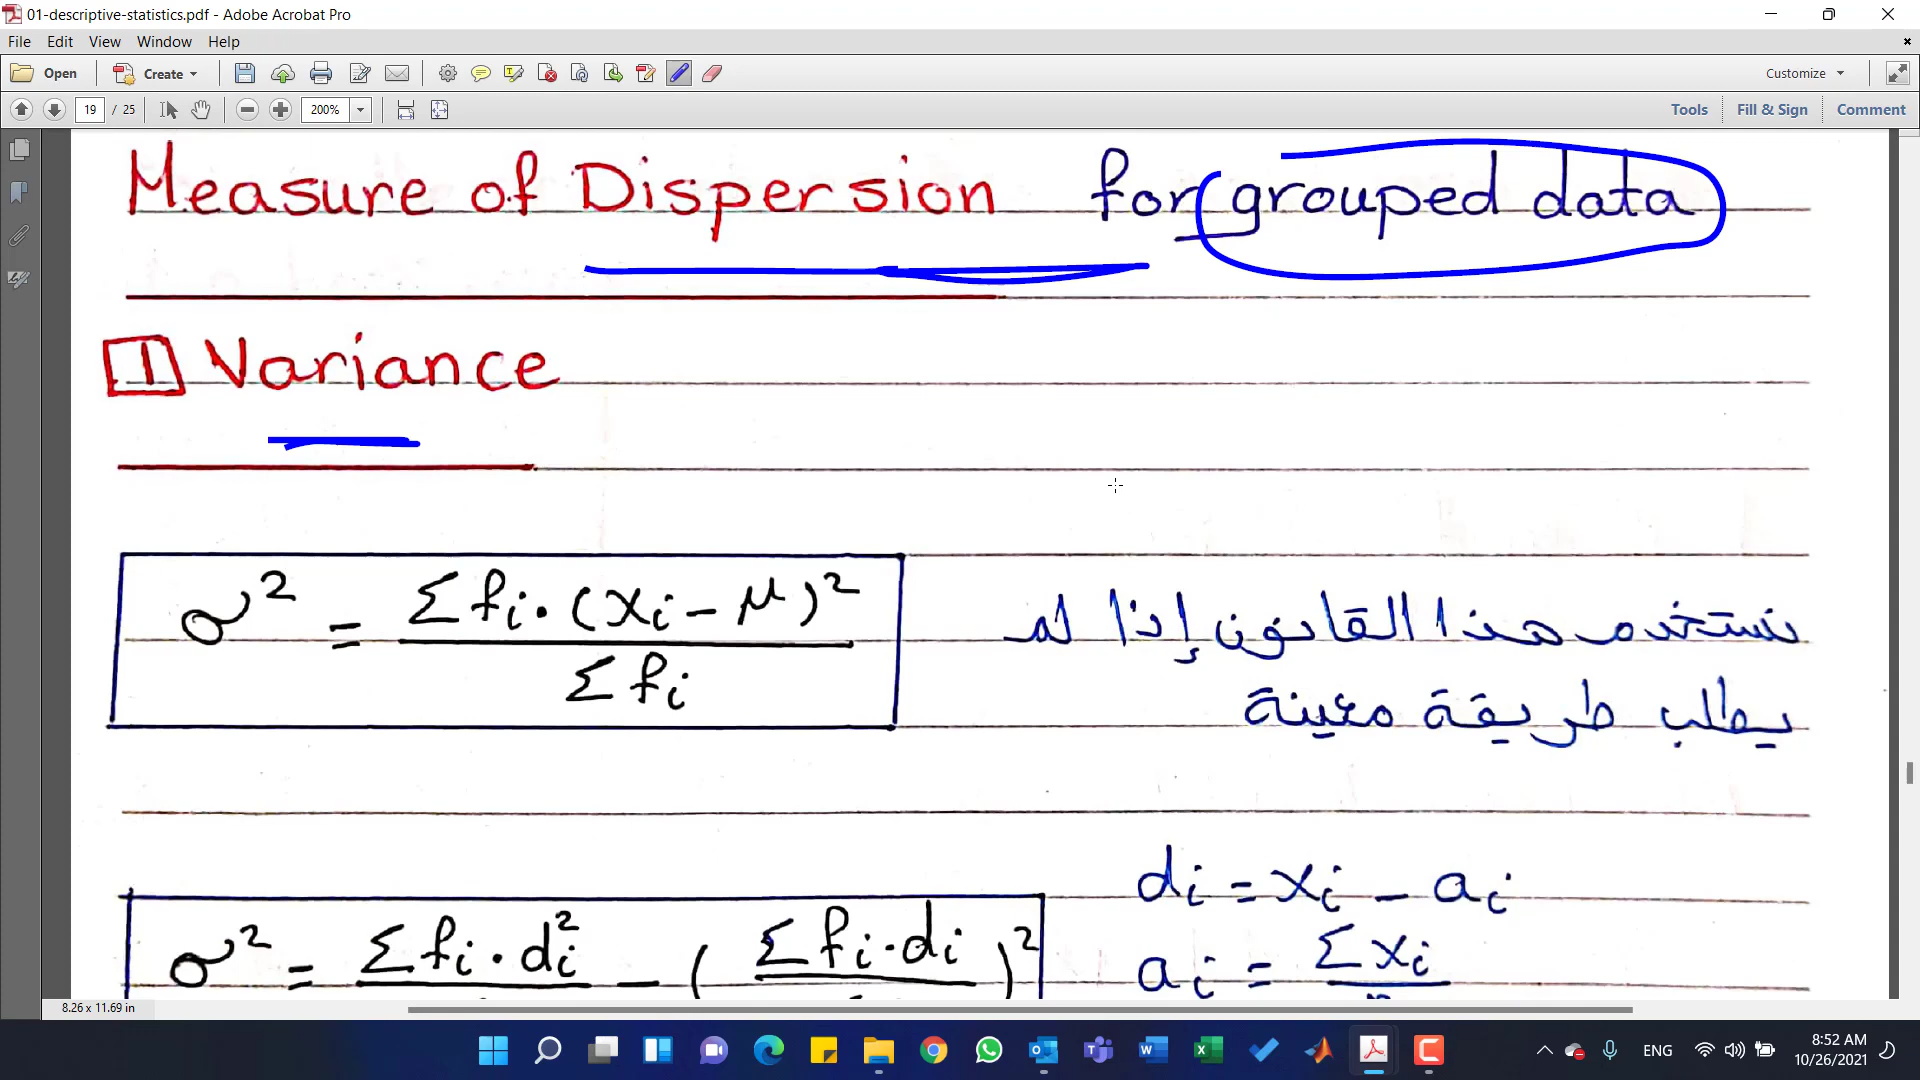 01-descriptive-statistics.pdf - Adobe Acrobat Pro
File Edit View Window Help
Open Create Customize
19 / 25 200% Tools Fill & Sign Comment
Measure of Dispersion for grouped data
1 Variance
σ² = Σfi·(xi-μ)² / Σfi
نستخدم هذا القانون إذا لم
يطلب طريقة معينة
di = xi - ai
σ² = Σfi·di² - (Σfi·di)²
ai = Σxi
8.26 x 11.69 in
ENG 8:52 AM
10/26/2021